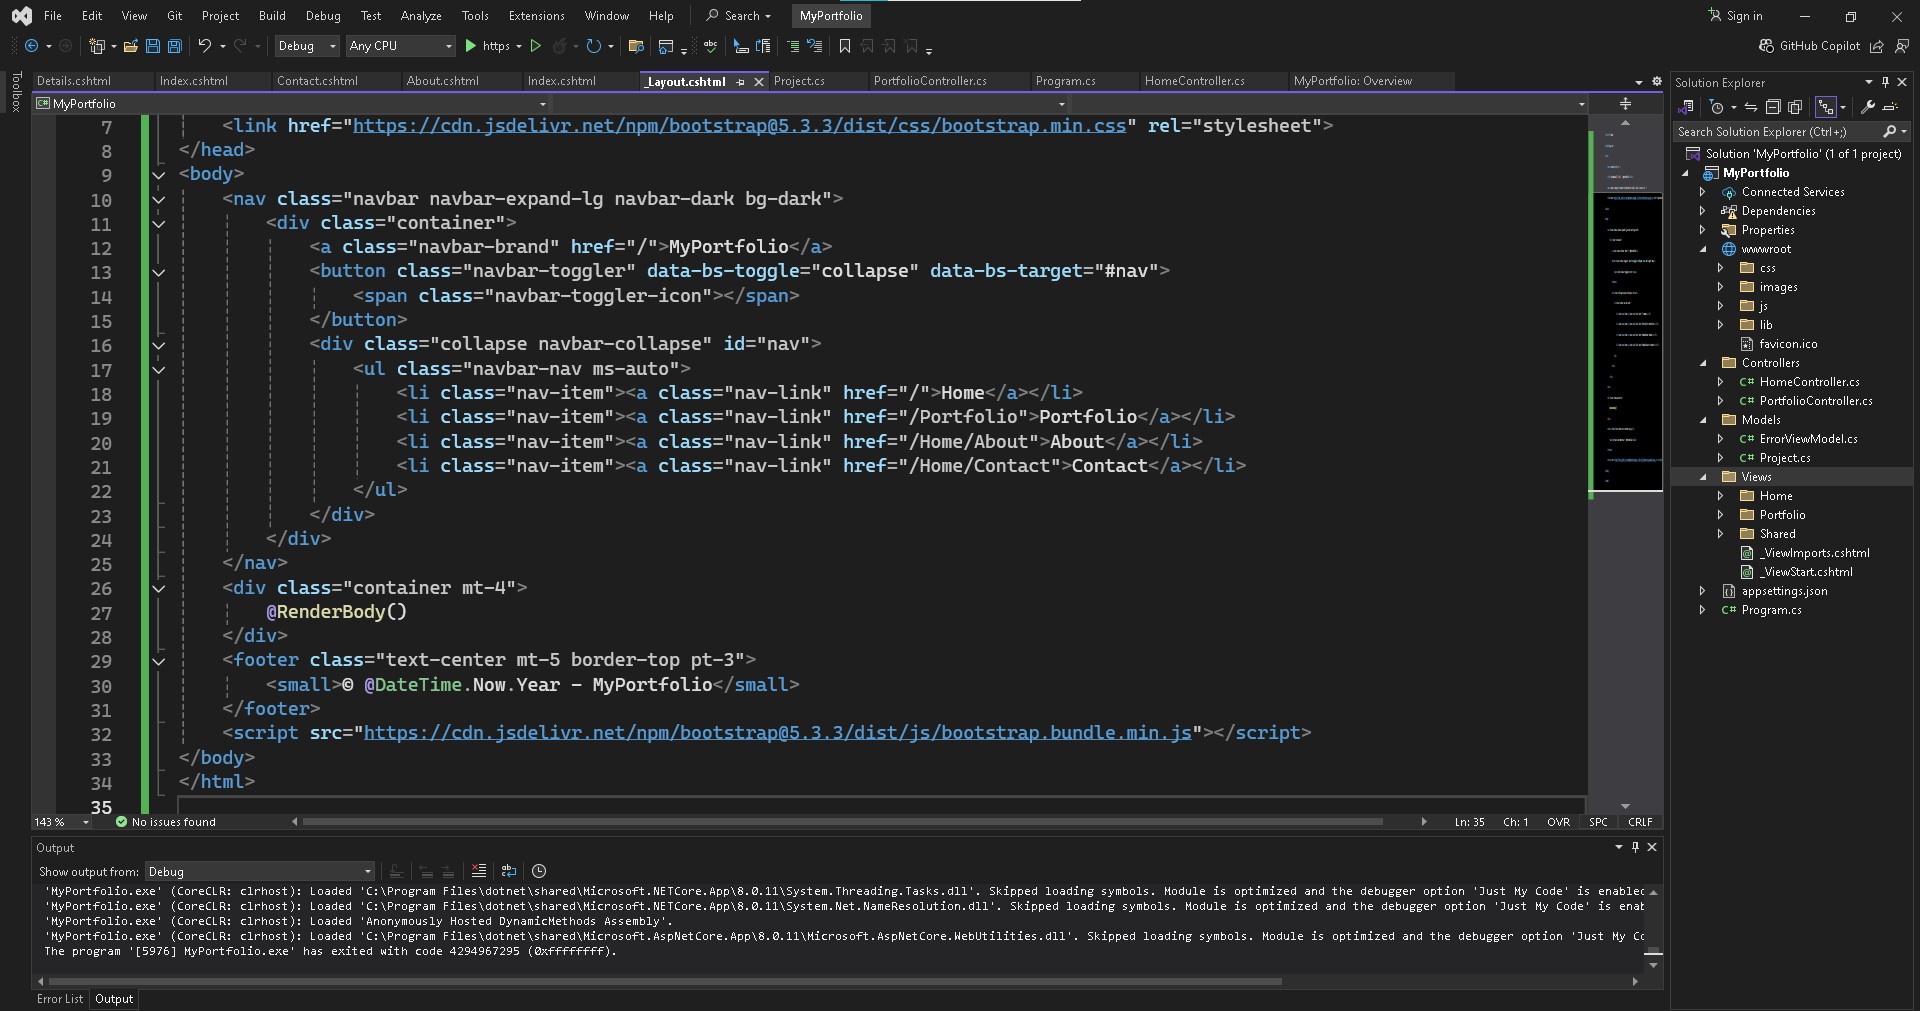 File Edit View Git Project Build Debug Test Analyze Tools Extensions Window Help Search MyPortfolio Sign in
Debug Any CPU https GitHub Copilot
Toolbox
Details.cshtml Index.cshtml Contact.cshtml About.cshtml Index.cshtml _Layout.cshtml Project.cs PortfolioController.cs Program.cs HomeController.cs MyPortfolio: Overview
MyPortfolio
7 <link href="https://cdn.jsdelivr.net/npm/bootstrap@5.3.3/dist/css/bootstrap.min.css" rel="stylesheet">
8 </head>
9 <body>
10 <nav class="navbar navbar-expand-lg navbar-dark bg-dark">
11 <div class="container">
12 <a class="navbar-brand" href="/">MyPortfolio</a>
13 <button class="navbar-toggler" data-bs-toggle="collapse" data-bs-target="#nav">
14 <span class="navbar-toggler-icon"></span>
15 </button>
16 <div class="collapse navbar-collapse" id="nav">
17 <ul class="navbar-nav ms-auto">
18 <li class="nav-item"><a class="nav-link" href="/">Home</a></li>
19 <li class="nav-item"><a class="nav-link" href="/Portfolio">Portfolio</a></li>
20 <li class="nav-item"><a class="nav-link" href="/Home/About">About</a></li>
21 <li class="nav-item"><a class="nav-link" href="/Home/Contact">Contact</a></li>
22 </ul>
23 </div>
24 </div>
25 </nav>
26 <div class="container mt-4">
27 @RenderBody()
28 </div>
29 <footer class="text-center mt-5 border-top pt-3">
30 <small>© @DateTime.Now.Year - MyPortfolio</small>
31 </footer>
32 <script src="https://cdn.jsdelivr.net/npm/bootstrap@5.3.3/dist/js/bootstrap.bundle.min.js"></script>
33 </body>
34 </html>
35
143 % No issues found Ln: 35 Ch: 1 OVR SPC CRLF
Output
Show output from: Debug
'MyPortfolio.exe' (CoreCLR: clrhost): Loaded 'C:\Program Files\dotnet\shared\Microsoft.NETCore.App\8.0.11\System.Threading.Tasks.dll'. Skipped loading symbols. Module is optimized and the debugger option 'Just My Code' is enabled
'MyPortfolio.exe' (CoreCLR: clrhost): Loaded 'C:\Program Files\dotnet\shared\Microsoft.NETCore.App\8.0.11\System.Net.NameResolution.dll'. Skipped loading symbols. Module is optimized and the debugger option 'Just My Code' is enab
'MyPortfolio.exe' (CoreCLR: clrhost): Loaded 'Anonymously Hosted DynamicMethods Assembly'.
'MyPortfolio.exe' (CoreCLR: clrhost): Loaded 'C:\Program Files\dotnet\shared\Microsoft.AspNetCore.App\8.0.11\Microsoft.AspNetCore.WebUtilities.dll'. Skipped loading symbols. Module is optimized and the debugger option 'Just My Co
The program '[5976] MyPortfolio.exe' has exited with code 4294967295 (0xffffffff).
Error List Output
Solution Explorer
Search Solution Explorer (Ctrl+;)
Solution 'MyPortfolio' (1 of 1 project)
MyPortfolio
Connected Services
Dependencies
Properties
wwwroot
css
images
js
lib
favicon.ico
Controllers
C# HomeController.cs
C# PortfolioController.cs
Models
C# ErrorViewModel.cs
C# Project.cs
Views
Home
Portfolio
Shared
_ViewImports.cshtml
_ViewStart.cshtml
appsettings.json
C# Program.cs